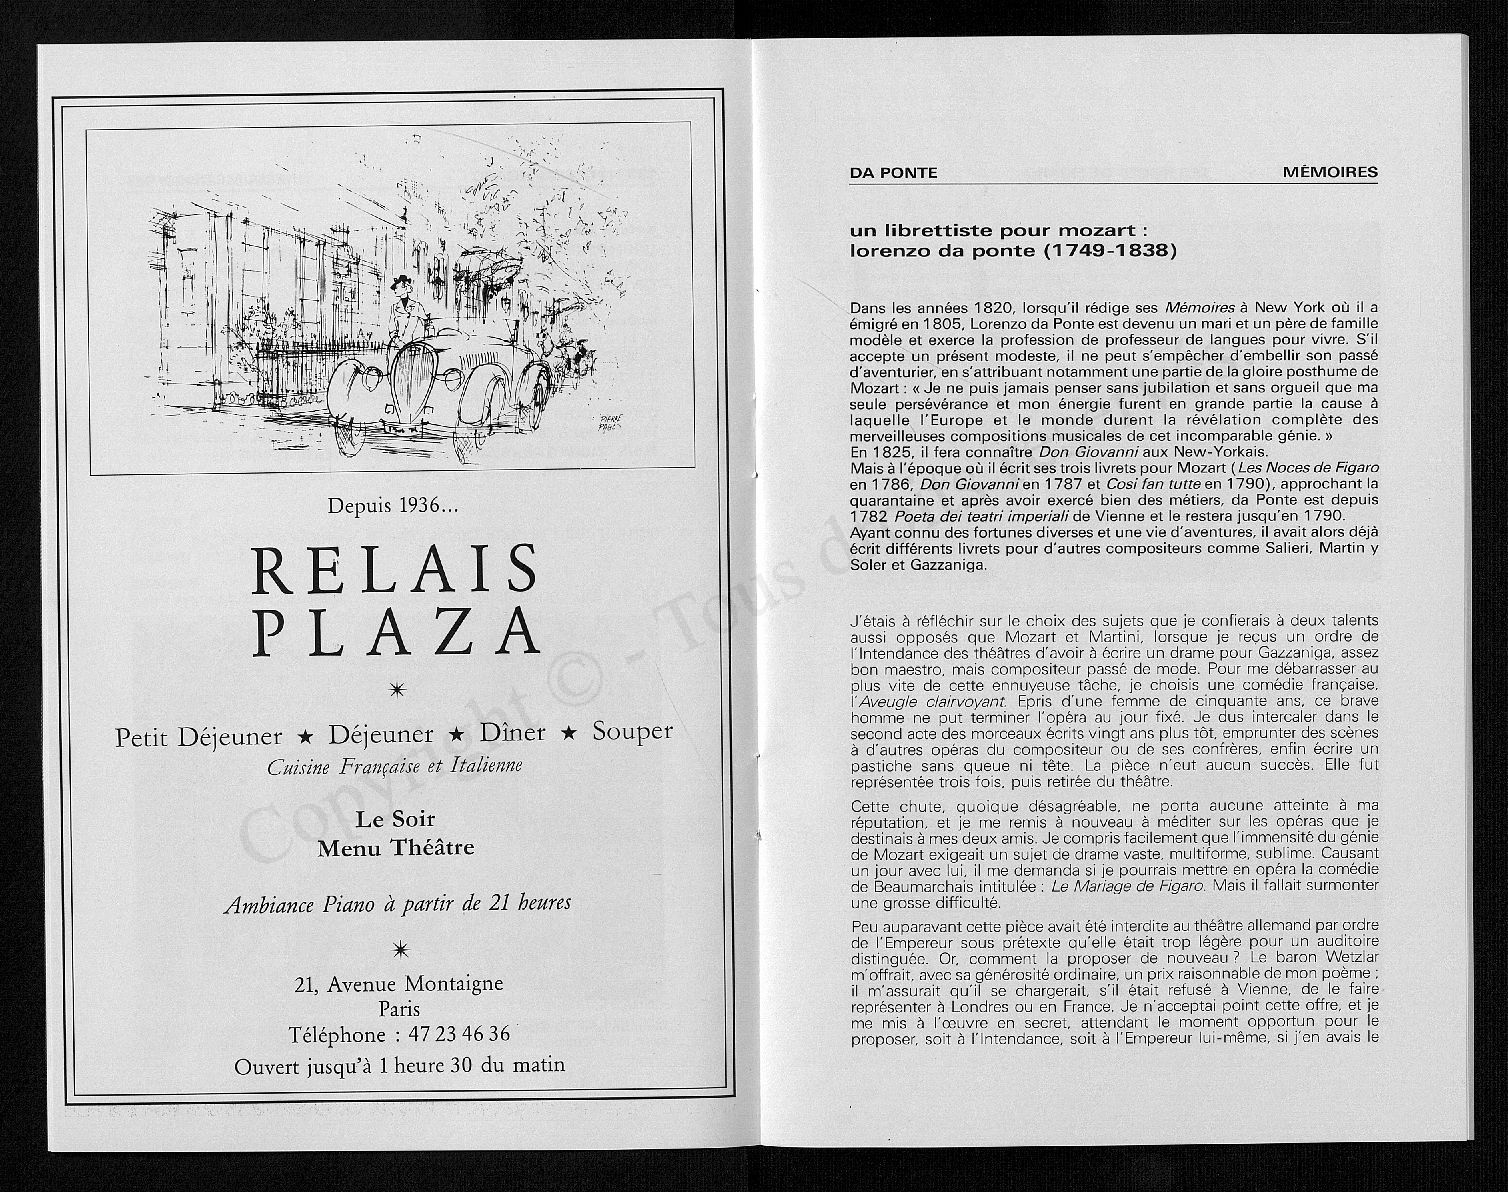 PIERRE
PAGES
Depuis 1936...
RELAIS
PLAZA
Petit Déjeuner ★ Déjeuner ★ Dîner ★ Souper
Cuisine Française et Italienne
Le Soir
Menu Théâtre
Ambiance Piano à partir de 21 heures
21, Avenue Montaigne
Paris
Téléphone : 47 23 46 36
Ouvert jusqu'à 1 heure 30 du matin
Copyright © - Tous d
DA PONTE MÉMOIRES
un librettiste pour mozart :
lorenzo da ponte (1749-1838)
Dans les années 1820, lorsqu'il rédige ses Mémoires à New York où il a
émigré en 1805, Lorenzo da Ponte est devenu un mari et un père de famille
modèle et exerce la profession de professeur de langues pour vivre. S'il
accepte un présent modeste, il ne peut s'empêcher d'embellir son passé
d'aventurier, en s'attribuant notamment une partie de la gloire posthume de
Mozart : « Je ne puis jamais penser sans jubilation et sans orgueil que ma
seule persévérance et mon énergie furent en grande partie la cause à
laquelle l'Europe et le monde durent la révélation complète des
merveilleuses compositions musicales de cet incomparable génie. »
En 1825, il fera connaître Don Giovanni aux New-Yorkais.
Mais à l'époque où il écrit ses trois livrets pour Mozart (Les Noces de Figaro
en 1786, Don Giovanni en 1787 et Cosi fan tutte en 1790), approchant la
quarantaine et après avoir exercé bien des métiers, da Ponte est depuis
1782 Poeta dei teatri imperiali de Vienne et le restera jusqu'en 1790.
Ayant connu des fortunes diverses et une vie d'aventures, il avait alors déjà
écrit différents livrets pour d'autres compositeurs comme Salieri, Martin y
Soler et Gazzaniga.
J'étais à réfléchir sur le choix des sujets que je confierais à deux talents
aussi opposés que Mozart et Martini, lorsque je reçus un ordre de
l'Intendance des théâtres d'avoir à écrire un drame pour Gazzaniga, assez
bon maestro, mais compositeur passé de mode. Pour me débarrasser au
plus vite de cette ennuyeuse tâche, je choisis une comédie française,
l'Aveugle clairvoyant. Epris d'une femme de cinquante ans, ce brave
homme ne put terminer l'opéra au jour fixé. Je dus intercaler dans le
second acte des morceaux écrits vingt ans plus tôt, emprunter des scènes
à d'autres opéras du compositeur ou de ses confrères, enfin écrire un
pastiche sans queue ni tête. La pièce n'eut aucun succès. Elle fut
représentée trois fois, puis retirée du théâtre.
Cette chute, quoique désagréable, ne porta aucune atteinte à ma
réputation, et je me remis à nouveau à méditer sur les opéras que je
destinais à mes deux amis. Je compris facilement que l'immensité du génie
de Mozart exigeait un sujet de drame vaste, multiforme, sublime. Causant
un jour avec lui, il me demanda si je pourrais mettre en opéra la comédie
de Beaumarchais intitulée : Le Mariage de Figaro. Mais il fallait surmonter
une grosse difficulté.
Peu auparavant cette pièce avait été interdite au théâtre allemand par ordre
de l'Empereur sous prétexte qu'elle était trop légère pour un auditoire
distinguée. Or, comment la proposer de nouveau ? Le baron Wetzlar
m'offrait, avec sa générosité ordinaire, un prix raisonnable de mon poème ;
il m'assurait qu'il se chargerait, s'il était refusé à Vienne, de le faire
représenter à Londres ou en France. Je n'acceptai point cette offre, et je
me mis à l'œuvre en secret, attendant le moment opportun pour le
proposer, soit à l'Intendance, soit à l'Empereur lui-même, si j'en avais le